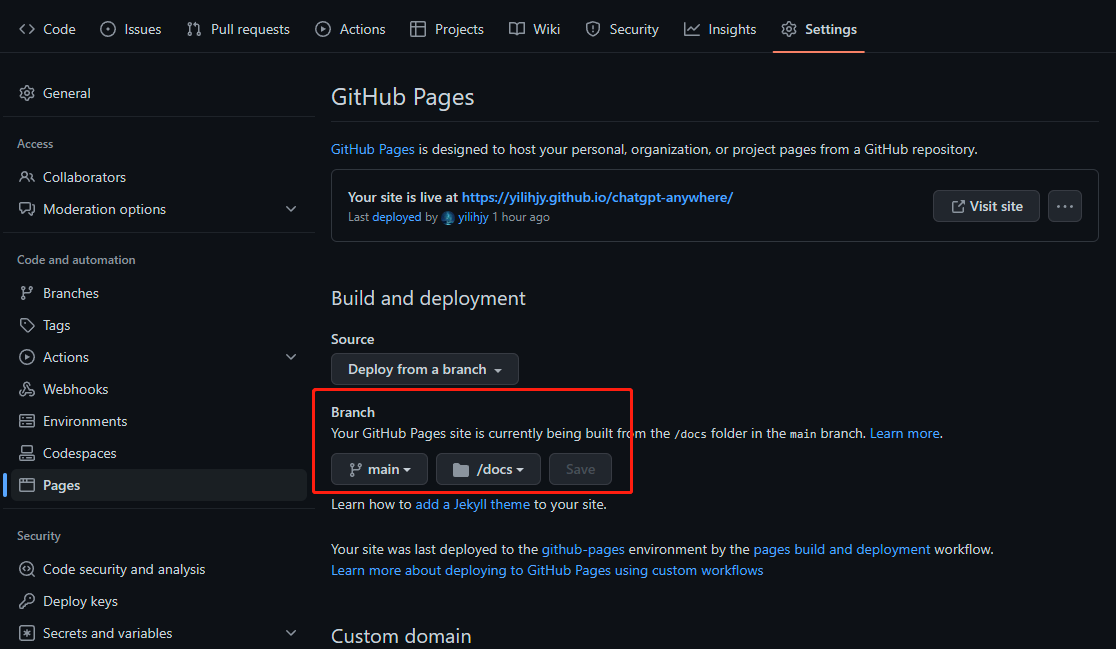 Code Issues Pull requests Actions Projects Wiki Security Insights Settings
General
Access
Collaborators
Moderation options
Code and automation
Branches
Tags
Actions
Webhooks
Environments
Codespaces
Pages
Security
Code security and analysis
Deploy keys
Secrets and variables
GitHub Pages
GitHub Pages is designed to host your personal, organization, or project pages from a GitHub repository.
Your site is live at https://yilihjy.github.io/chatgpt-anywhere/
Last deployed by yilihjy 1 hour ago
Visit site
Build and deployment
Source
Deploy from a branch
Branch
Your GitHub Pages site is currently being built from the /docs folder in the main branch. Learn more.
main /docs Save
Learn how to add a Jekyll theme to your site.
Your site was last deployed to the github-pages environment by the pages build and deployment workflow.
Learn more about deploying to GitHub Pages using custom workflows
Custom domain